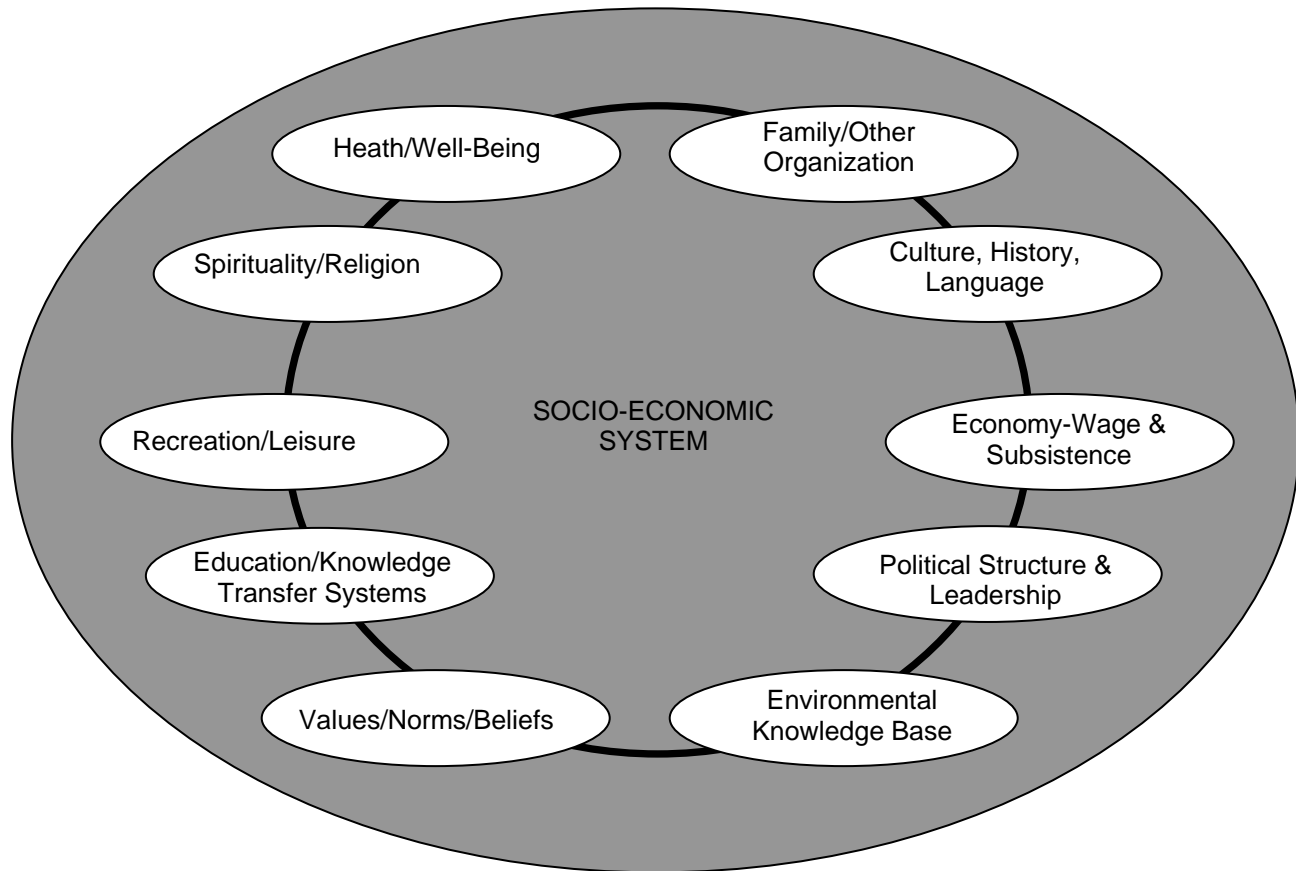 Heath/Well-Being
Family/Other
Organization
Spirituality/Religion
Culture, History,
Language
SOCIO-ECONOMIC
SYSTEM
Recreation/Leisure
Economy-Wage &
Subsistence
Education/Knowledge
Transfer Systems
Political Structure &
Leadership
Values/Norms/Beliefs
Environmental
Knowledge Base